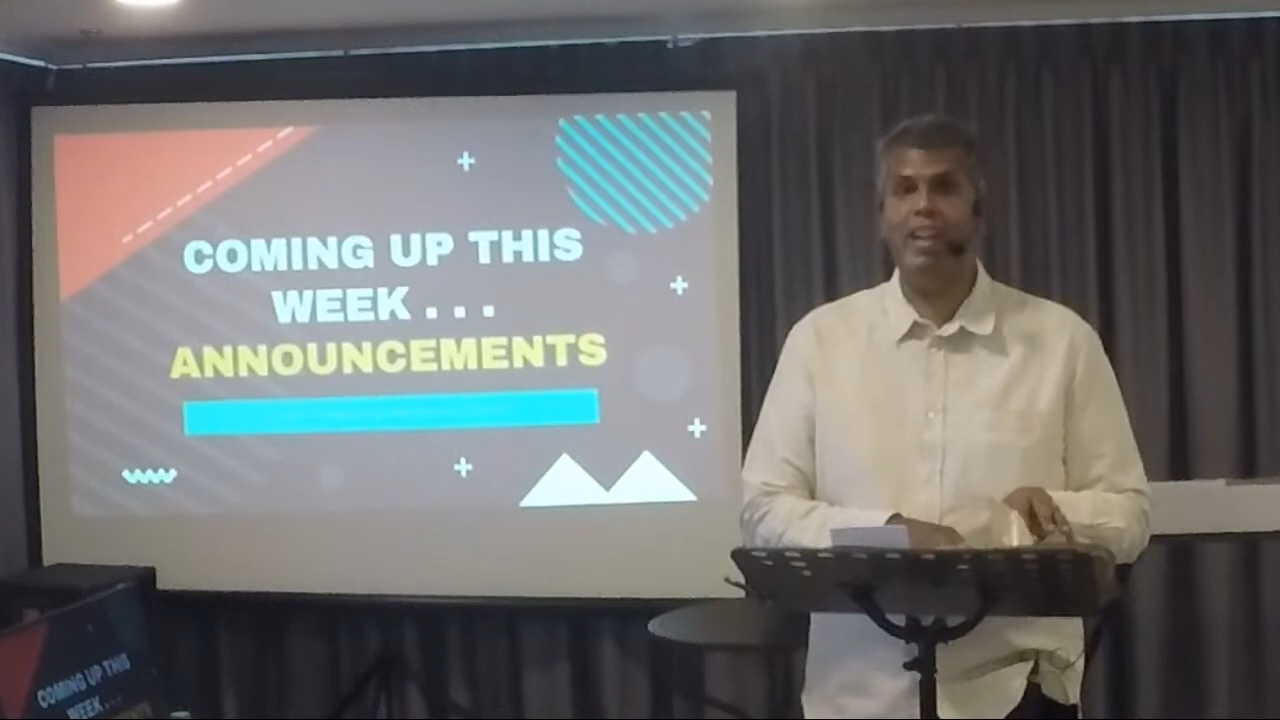 COMING UP THIS
WEEK . . .
ANNOUNCEMENTS
COMING UP THIS
WEEK . . .